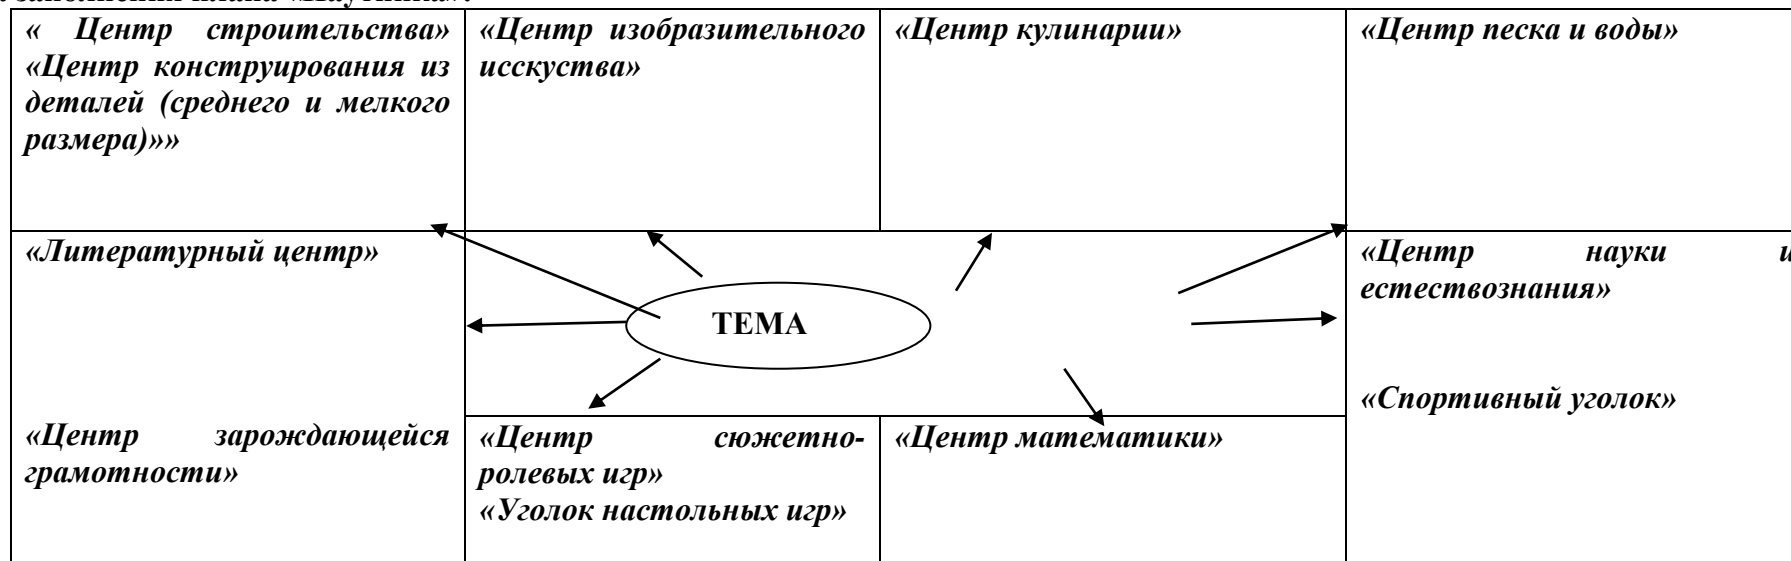 « Центр строительства»
«Центр конструирования из
деталей (среднего и мелкого
размера)»»
«Центр изобразительного
исскуства»
«Центр кулинарии»
«Центр песка и воды»
«Литературный центр»
ТЕМА
«Центр науки и
естествознания»
«Спортивный уголок»
«Центр зарождающейся
грамотности»
«Центр сюжетно-
ролевых игр»
«Уголок настольных игр»
«Центр математики»